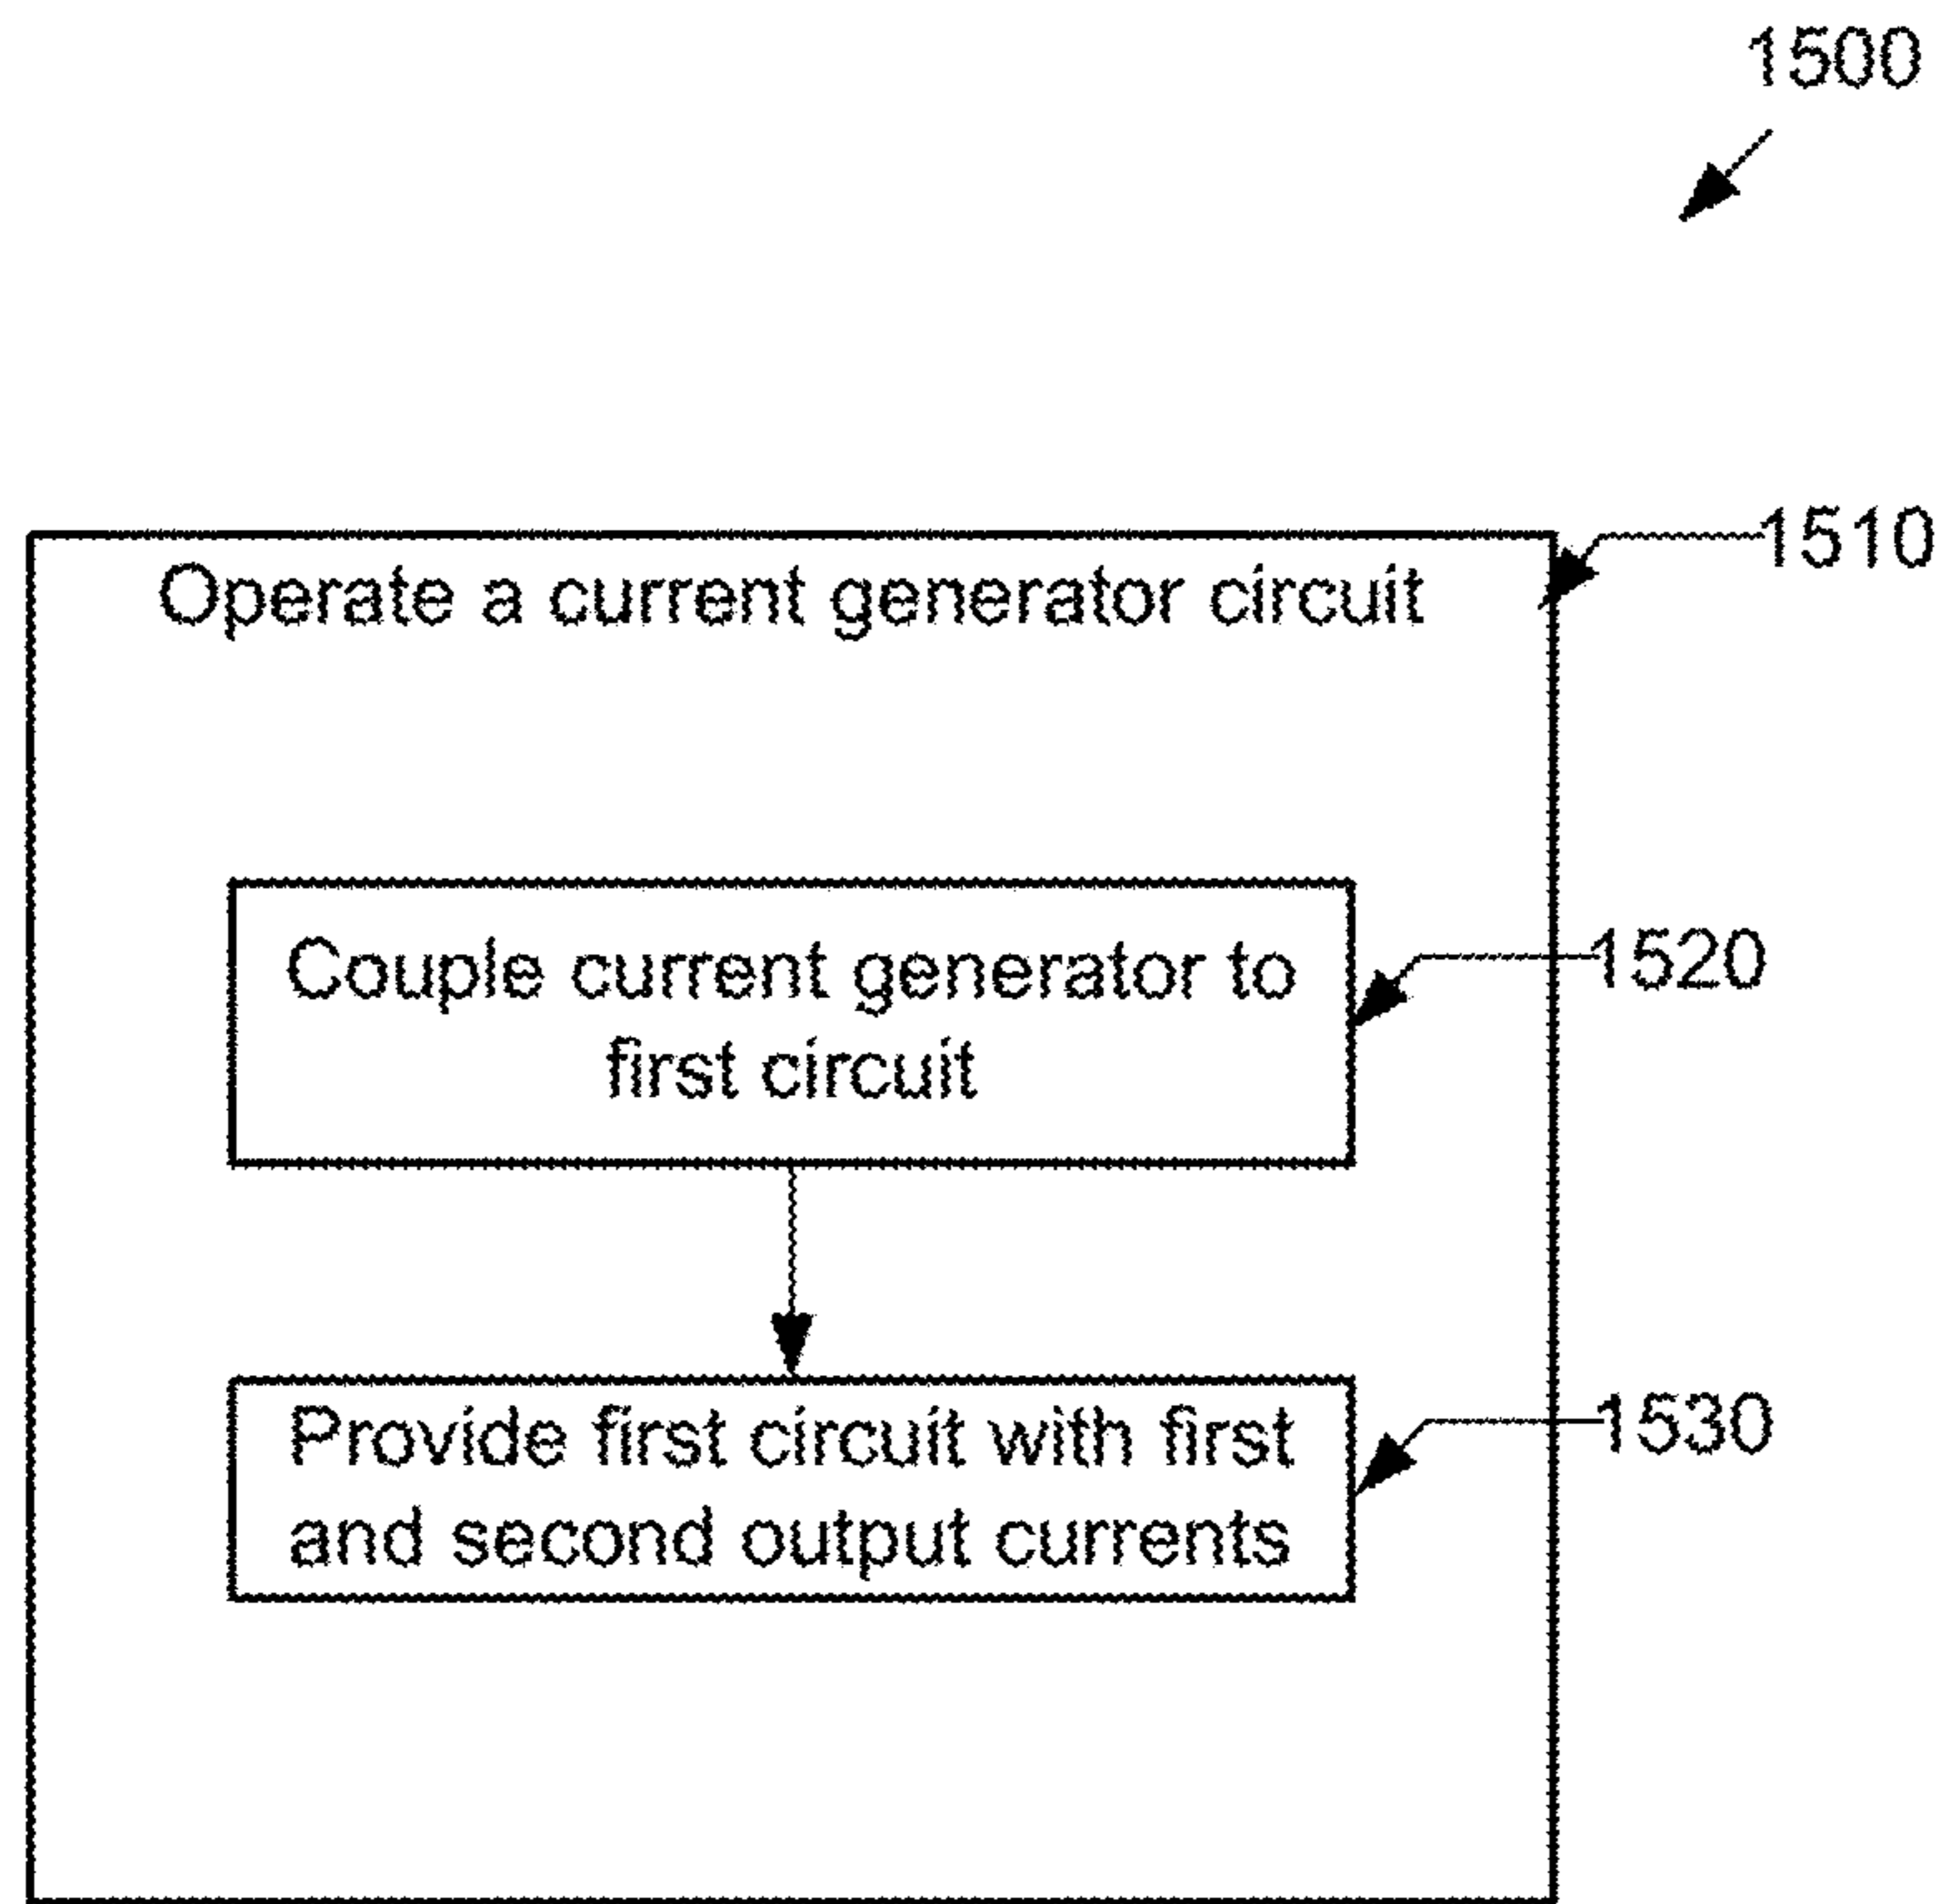 1500
1510
Operate a current generator circuit
Couple current generator to
first circuit
1520
Provide first circuit with first
and second output currents
1530